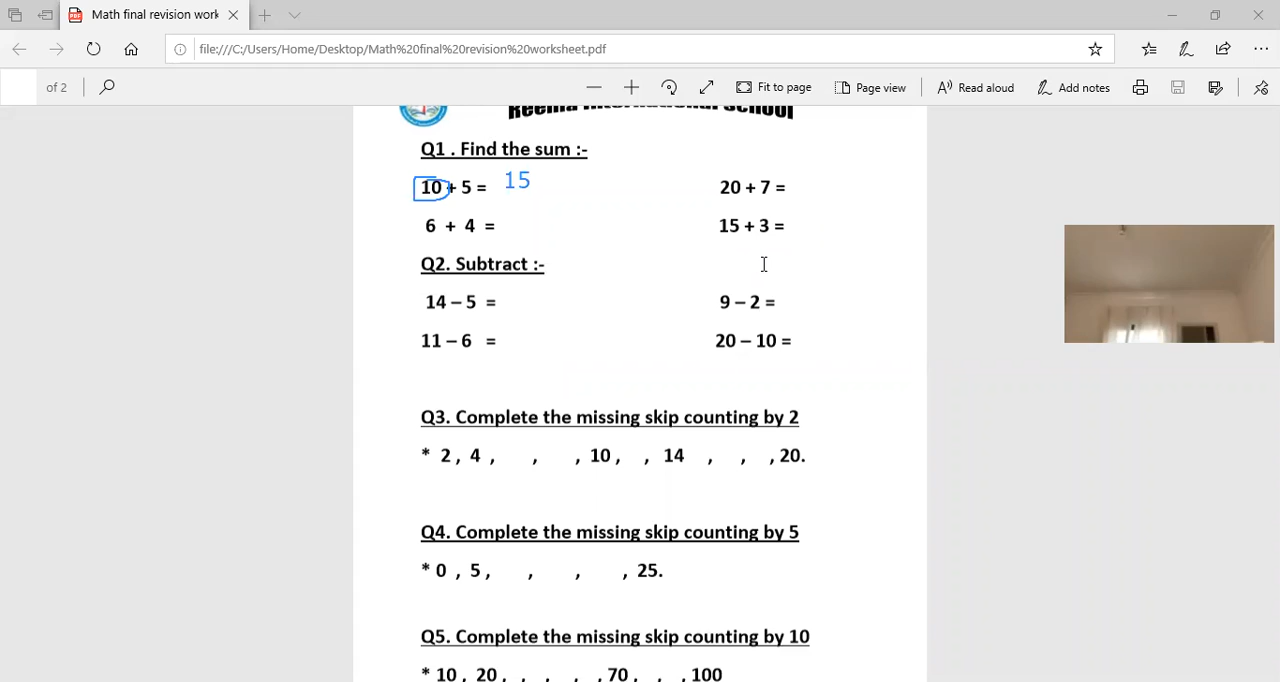 Math final revision work
file:///C:/Users/Home/Desktop/Math%20final%20revision%20worksheet.pdf
of 2
Fit to page
Page view
Read aloud
Add notes
International School
Q1 . Find the sum :-
10 + 5 = 15
20 + 7 =
6 + 4 =
15 + 3 =
Q2. Subtract :-
14 – 5 =
9 – 2 =
11 – 6 =
20 – 10 =
Q3. Complete the missing skip counting by 2
* 2 , 4 , , , 10 , , 14 , , , 20.
Q4. Complete the missing skip counting by 5
* 0 , 5 , , , , 25.
Q5. Complete the missing skip counting by 10
* 10 , 20 , , , , , 70 , , , 100